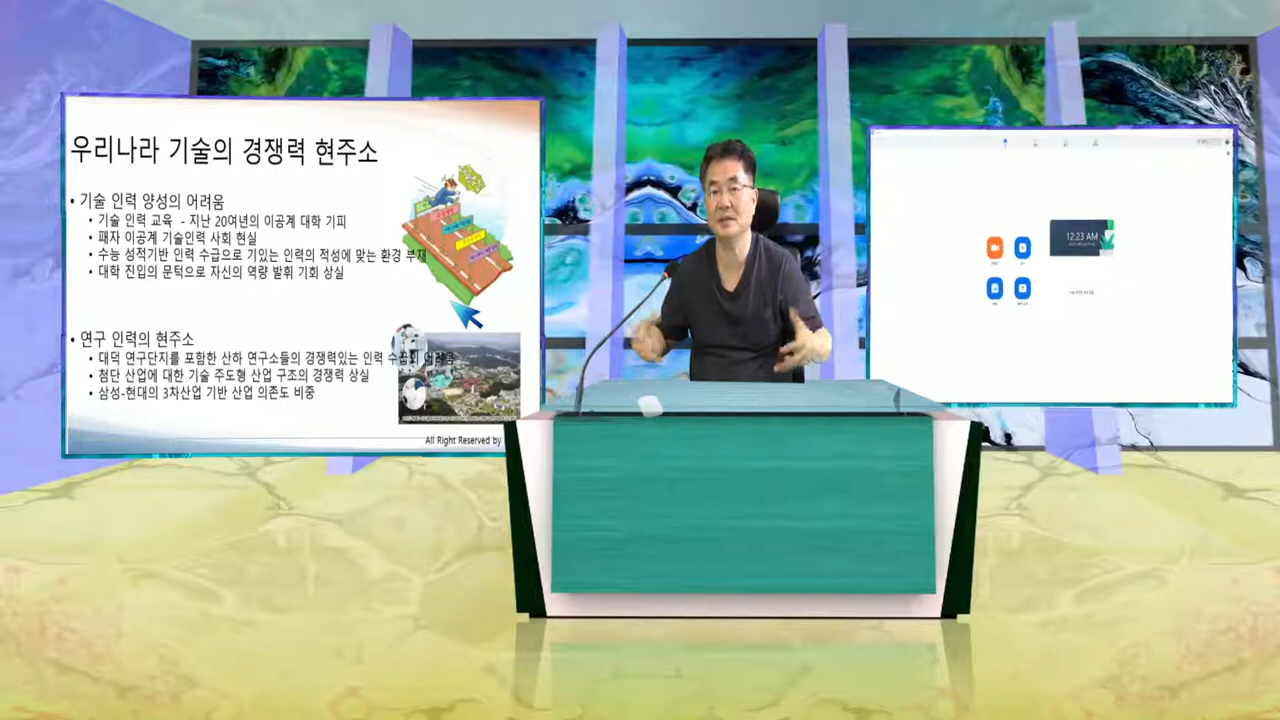 우리나라 기술의 경쟁력 현주소
• 기술 인력 양성의 어려움
• 기술 인력 교육 - 지난 20여년의 이공계 대학 기피
• 패자 이공계 기술인력 사회 현실
• 수능 성적기반 인력 수급으로 기있는 인력의 적성에 맞는 환경 부재
• 대학 진입의 문턱으로 자신의 역량 발휘 기회 상실
• 연구 인력의 현주소
• 대덕 연구단지를 포함한 산하 연구소들의 경쟁력있는 인력 수급의 어려움
• 첨단 산업에 대한 기술 주도형 산업 구조의 경쟁력 상실
• 삼성-현대의 3차산업 기반 산업 의존도 비중
All Right Reserved by
12:23 AM